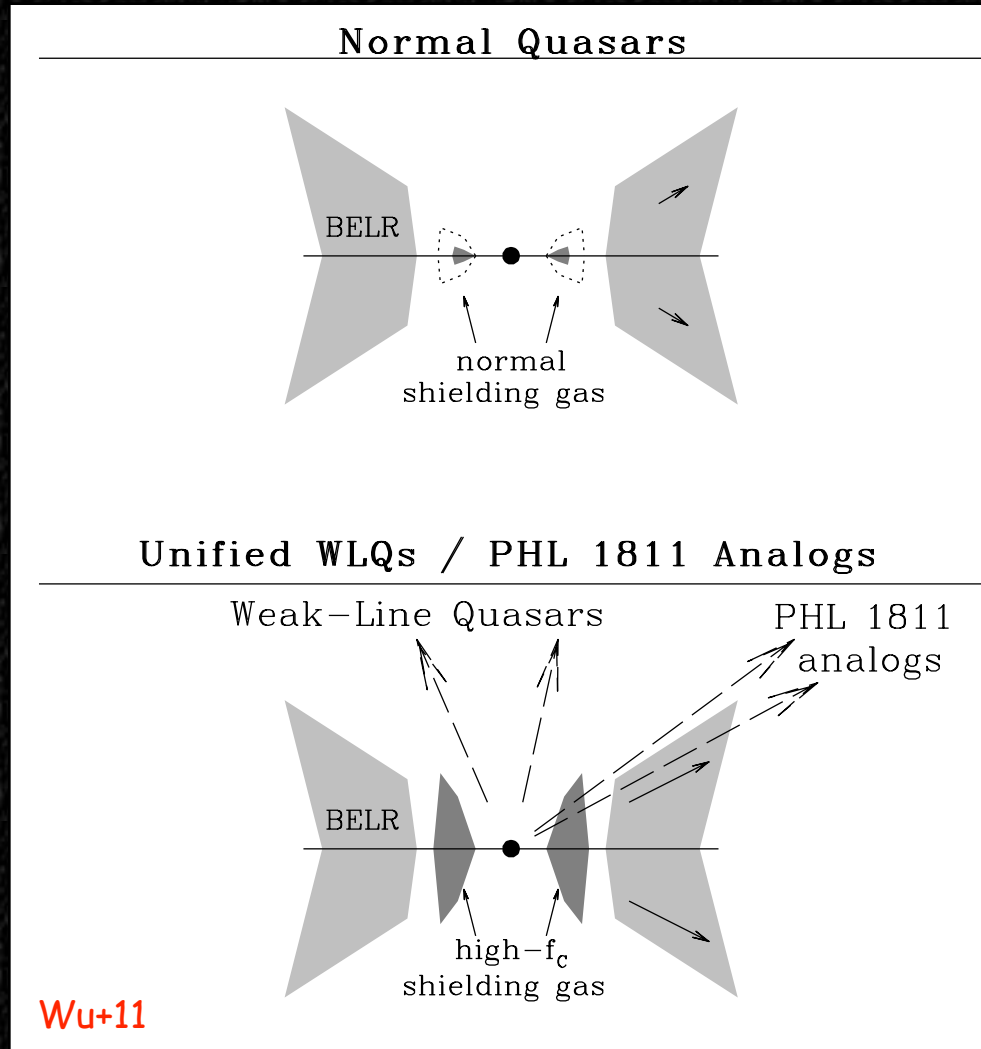 Normal Quasars
BELR
normal
shielding gas
Unified WLQs / PHL 1811 Analogs
Weak-Line Quasars
PHL 1811
analogs
BELR
high-f_c
shielding gas
Wu+11